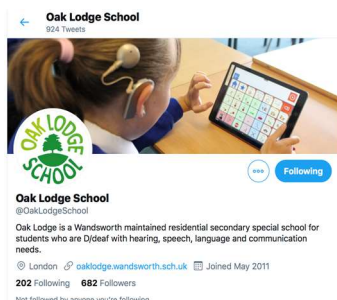 Oak Lodge School
924 Tweets
OAK LODGE
SCHOOL
Following
Oak Lodge School
@OakLodgeSchool
Oak Lodge is a Wandsworth maintained residential secondary special school for
students who are D/deaf with hearing, speech, language and communication
needs.
London oaklodge.wandsworth.sch.uk Joined May 2011
202 Following 682 Followers
Not followed by anyone you're following